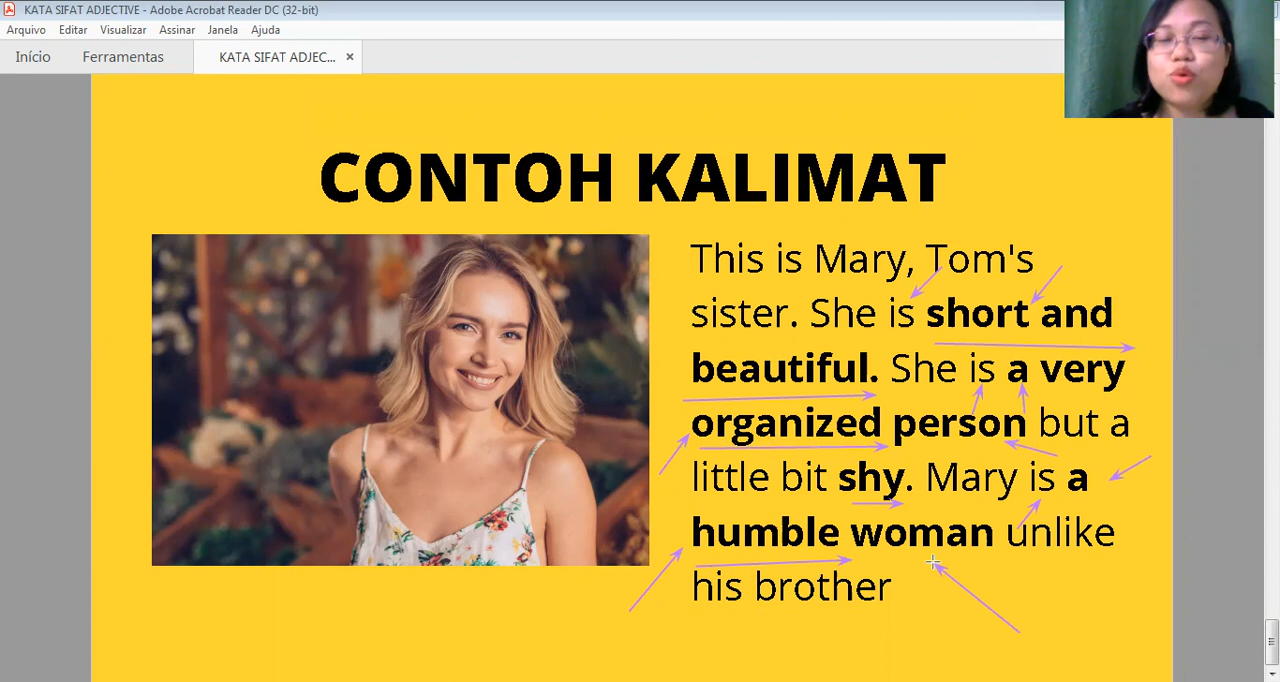 KATA SIFAT ADJECTIVE - Adobe Acrobat Reader DC (32-bit)
Arquivo Editar Visualizar Assinar Janela Ajuda
Início Ferramentas KATA SIFAT ADJEC... ×
CONTOH KALIMAT
This is Mary, Tom's
sister. She is short and
beautiful. She is a very
organized person but a
little bit shy. Mary is a
humble woman unlike
his brother